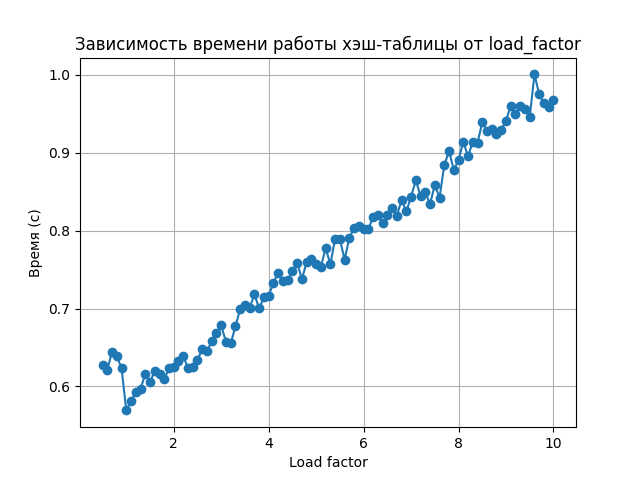 Зависимость времени работы хэш-таблицы от load_factor
1.0
0.9
0.8
0.7
0.6
Время (с)
2 4 6 8 10
Load factor